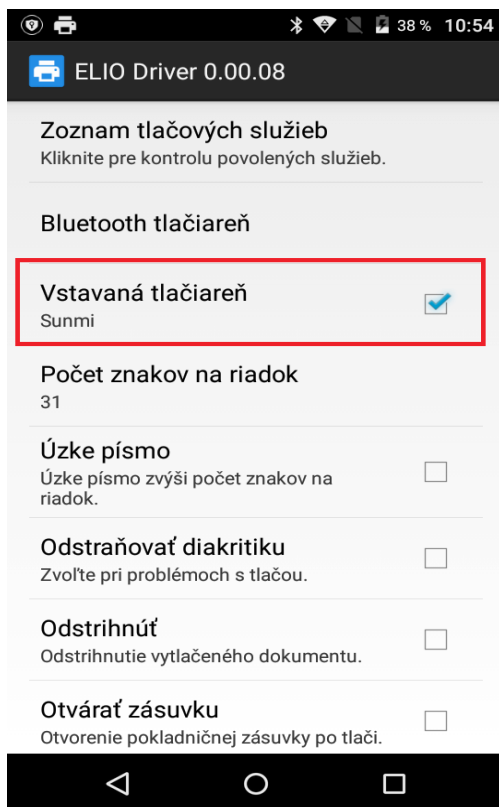 38 % 10:54
ELIO Driver 0.00.08
Zoznam tlačových služieb
Kliknite pre kontrolu povolených služieb.
Bluetooth tlačiareň
Vstavaná tlačiareň
Sunmi
Počet znakov na riadok
31
Úzke písmo
Úzke písmo zvýši počet znakov na
riadok.
Odstraňovať diakritiku
Zvoľte pri problémoch s tlačou.
Odstrihnúť
Odstrihnutie vytlačeného dokumentu.
Otvárať zásuvku
Otvorenie pokladničnej zásuvky po tlači.